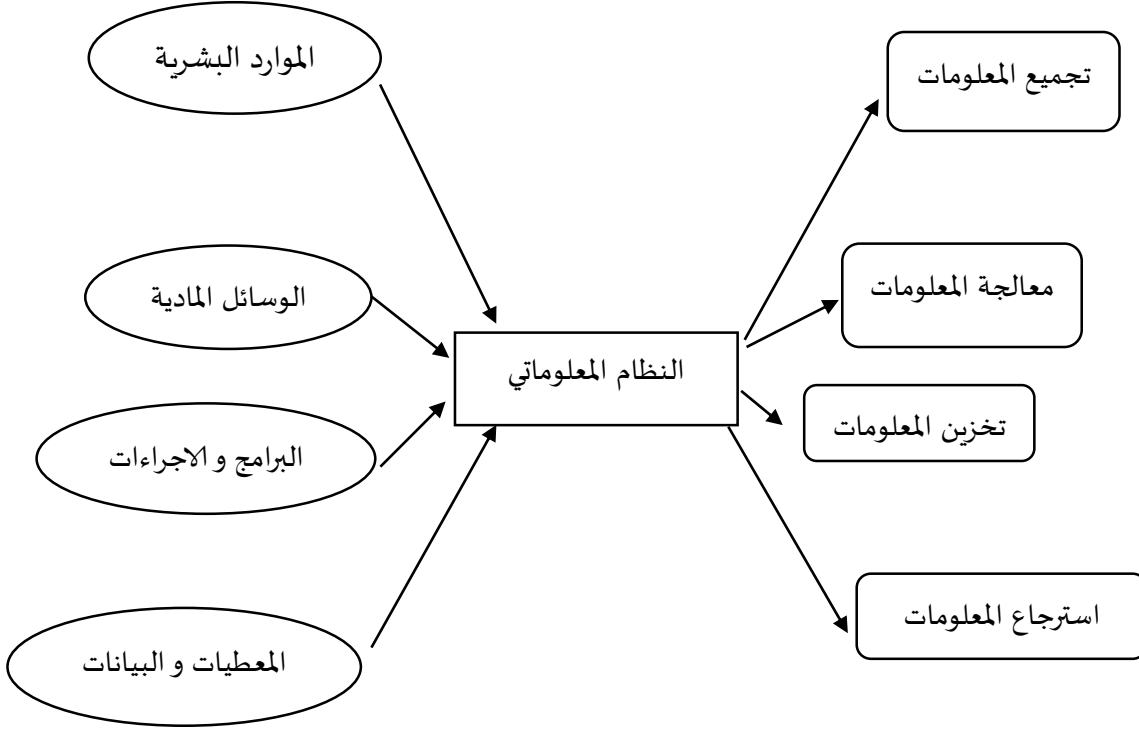 الموارد البشرية
تجميع المعلومات
معالجة المعلومات
الوسائل المادية
النظام المعلوماتي
تخزين المعلومات
البرامج و الاجراءات
استرجاع المعلومات
المعطيات و البيانات